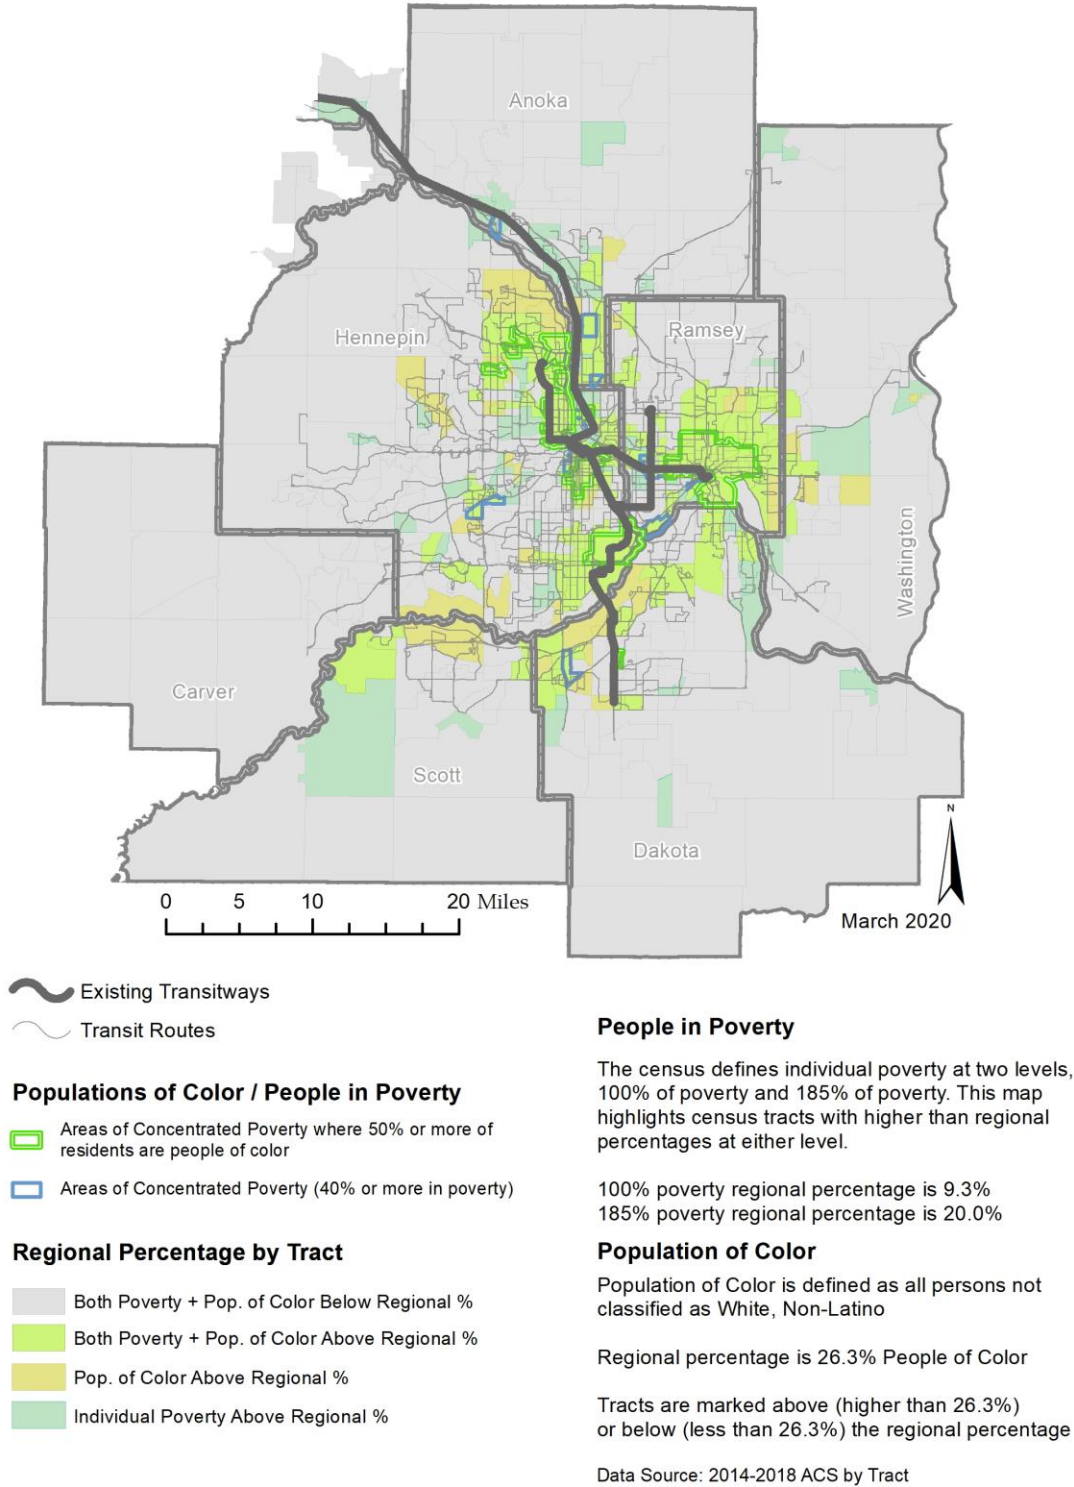 Anoka
Hennepin
Ramsey
Washington
Carver
Scott
Dakota
N
0 5 10 20 Miles
March 2020
Existing Transitways
Transit Routes
Populations of Color / People in Poverty
Areas of Concentrated Poverty where 50% or more of
residents are people of color
Areas of Concentrated Poverty (40% or more in poverty)
Regional Percentage by Tract
Both Poverty + Pop. of Color Below Regional %
Both Poverty + Pop. of Color Above Regional %
Pop. of Color Above Regional %
Individual Poverty Above Regional %
People in Poverty
The census defines individual poverty at two levels,
100% of poverty and 185% of poverty. This map
highlights census tracts with higher than regional
percentages at either level.
100% poverty regional percentage is 9.3%
185% poverty regional percentage is 20.0%
Population of Color
Population of Color is defined as all persons not
classified as White, Non-Latino
Regional percentage is 26.3% People of Color
Tracts are marked above (higher than 26.3%)
or below (less than 26.3%) the regional percentage
Data Source: 2014-2018 ACS by Tract